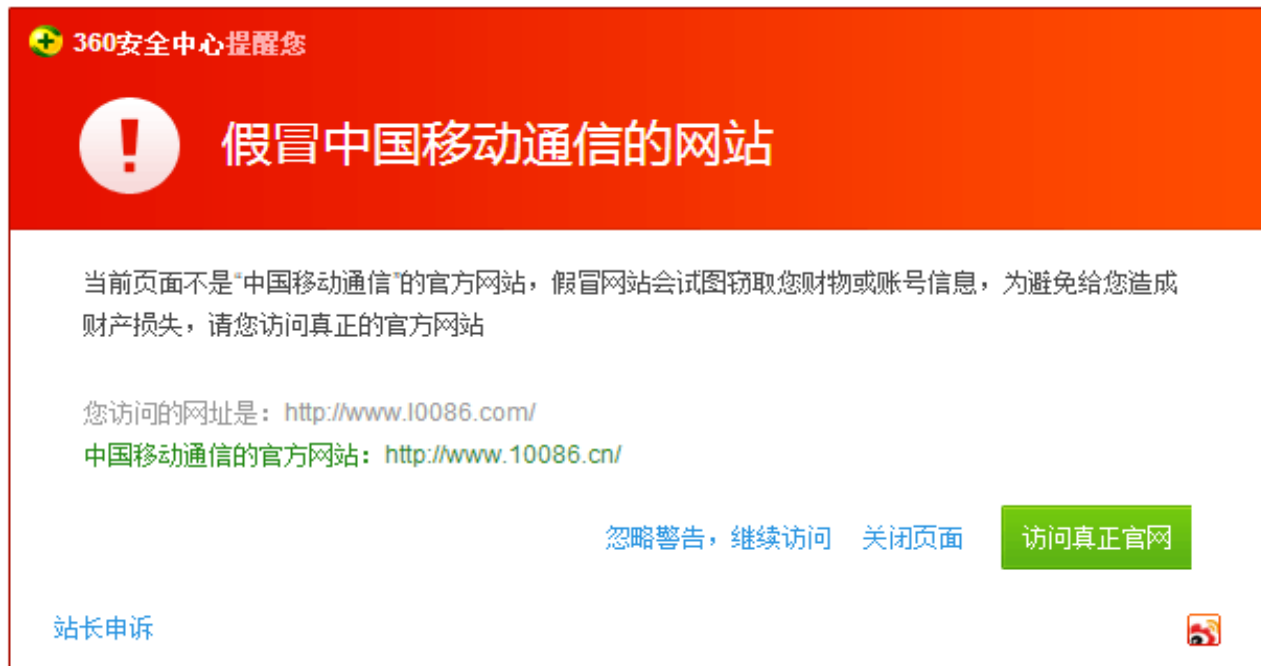 360安全中心提醒您
假冒中国移动通信的网站
当前页面不是“中国移动通信”的官方网站，假冒网站会试图窃取您财物或账号信息，为避免给您造成
财产损失，请您访问真正的官方网站
您访问的网址是：http://www.l0086.com/
中国移动通信的官方网站：http://www.10086.cn/
忽略警告，继续访问 关闭页面 访问真正官网
站长申诉